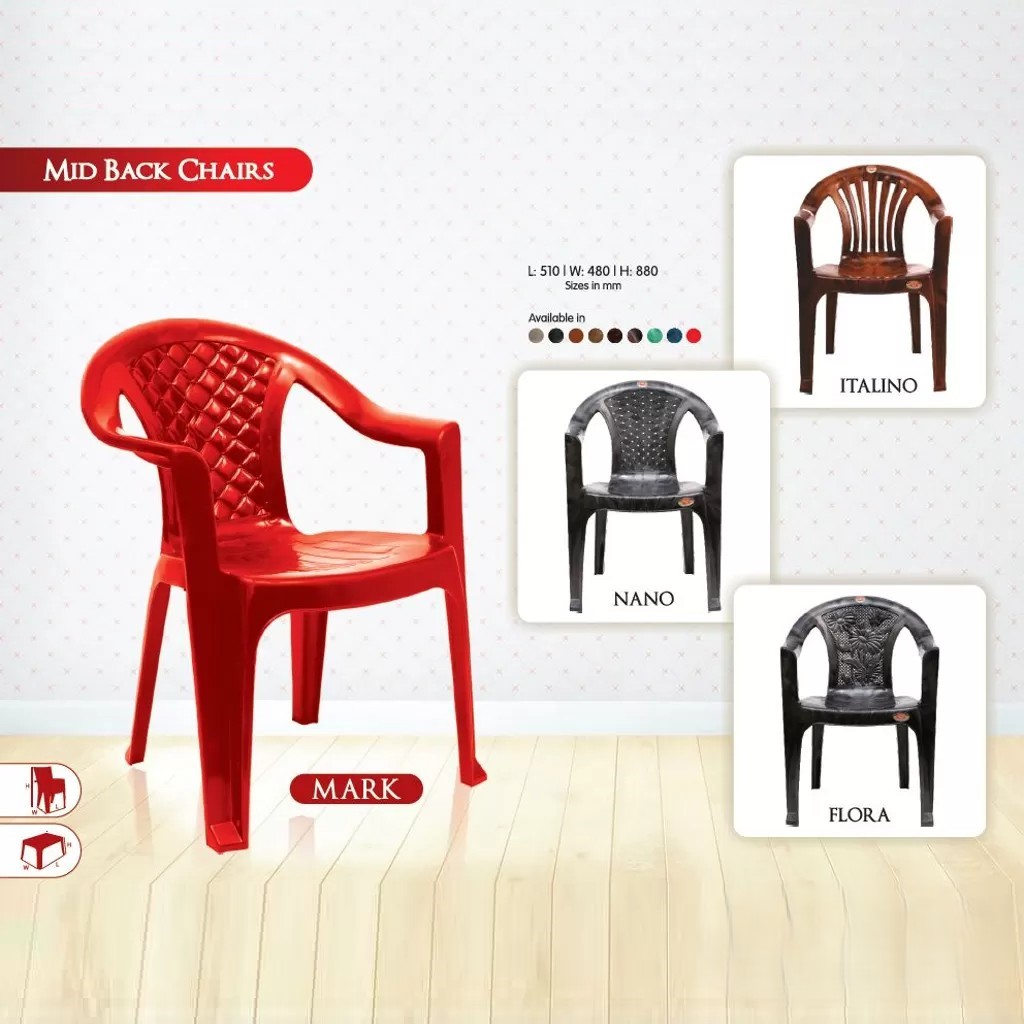 MID BACK CHAIRS
L: 510 | W: 480 | H: 880
Sizes in mm
Available in
ITALINO
NANO
FLORA
MARK
H
W
L
H
W
L